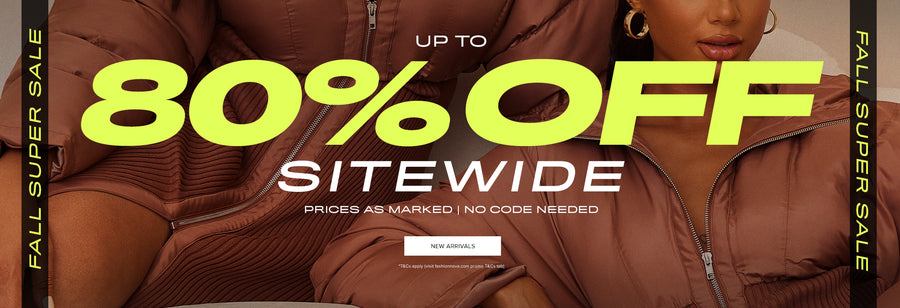 FALL SUPER SALE
UP TO
80% OFF
SITEWIDE
PRICES AS MARKED | NO CODE NEEDED
NEW ARRIVALS
*T&Cs apply (visit fashionnova.com promo T&Cs tab)
FALL SUPER SALE